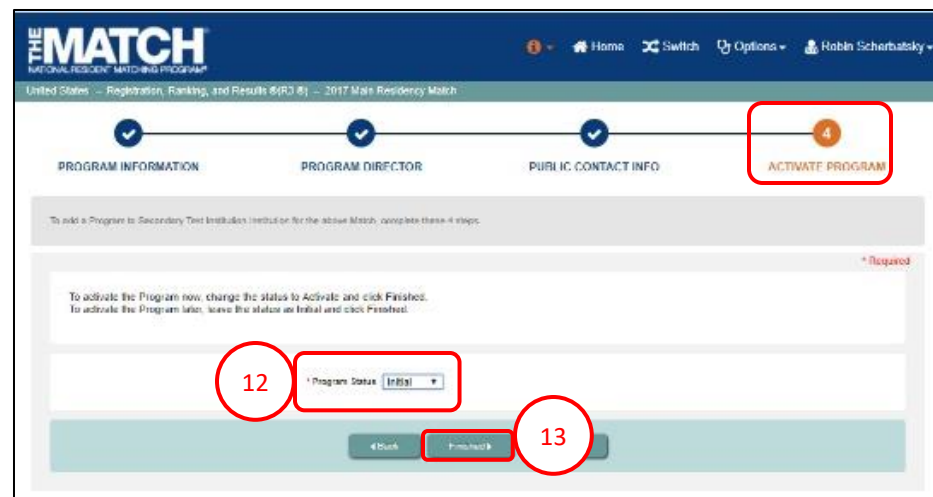 THE MATCH
NATIONAL RESIDENT MATCHING PROGRAM®
Home Switch Options Robin Scherbatsky
United States - Registration, Ranking, and Results ®(R3 ®) - 2017 Main Residency Match
4
PROGRAM INFORMATION PROGRAM DIRECTOR PUBLIC CONTACT INFO ACTIVATE PROGRAM
To add a Program to Secondary Test Institution Institution for the above Match, complete these 4 steps.
* Required
To activate the Program now, change the status to Activate and click Finished.
To activate the Program later, leave the status as Initial and click Finished.
12
* Program Status Initial
Back Finished
13